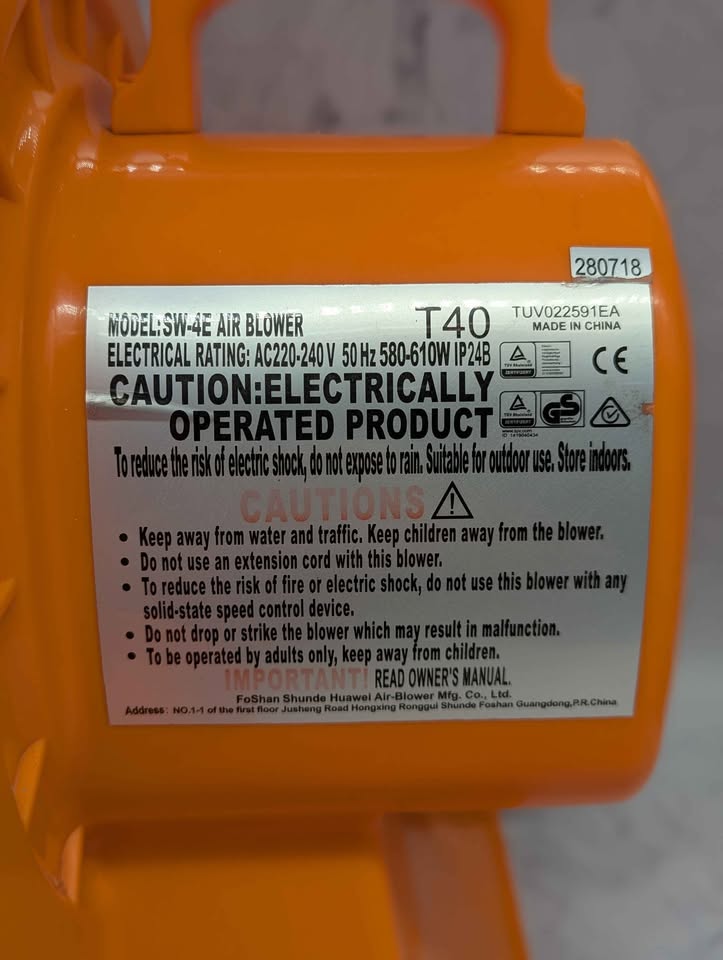 280718
MODEL:SW-4E AIR BLOWER
T40
TUV022591EA
MADE IN CHINA
ELECTRICAL RATING: AC220-240 V 50 Hz 580-610W IP24B
CE
CAUTION:ELECTRICALLY
OPERATED PRODUCT
GS
To reduce the risk of electric shock, do not expose to rain. Suitable for outdoor use. Store indoors.
CAUTIONS
• Keep away from water and traffic. Keep children away from the blower.
• Do not use an extension cord with this blower.
• To reduce the risk of fire or electric shock, do not use this blower with any
solid-state speed control device.
• Do not drop or strike the blower which may result in malfunction.
• To be operated by adults only, keep away from children.
IMPORTANT! READ OWNER'S MANUAL.
FoShan Shunde Huawei Air-Blower Mfg. Co., Ltd.
Address: NO.1-1 of the first floor Jusheng Road Hongxing Ronggui Shunde Foshan Guangdong,P.R.China